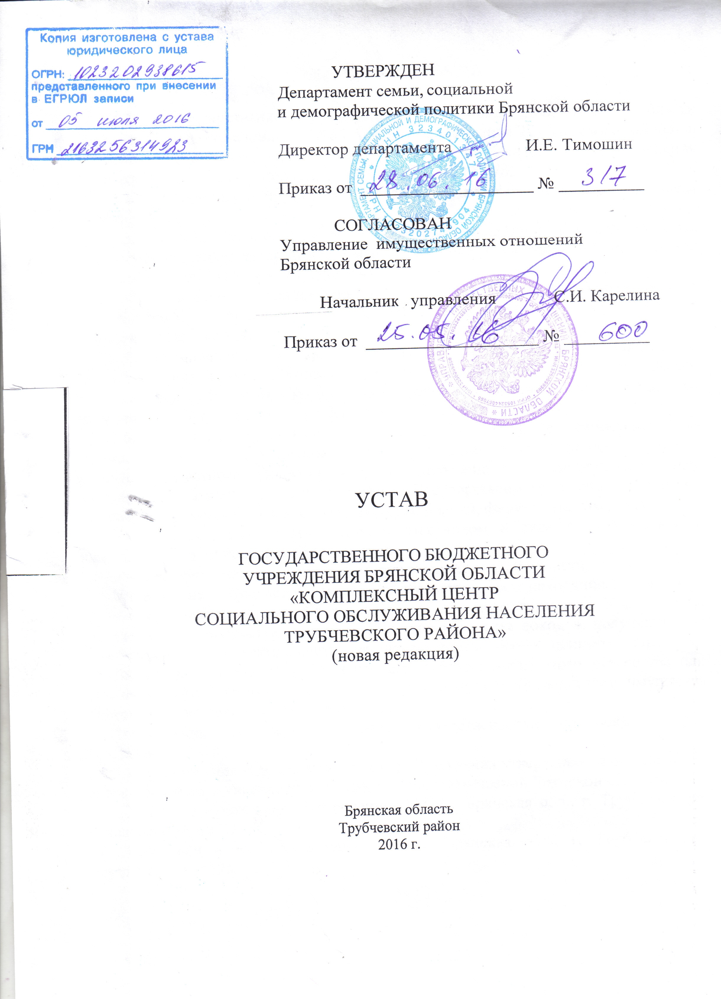 Копия изготовлена с устава
юридического лица
ОГРН: 1023202938615
представленного при внесении
в ЕГРЮЛ записи
от 05 июля 2016
ГРН 2163256314923
УТВЕРЖДЕН
Департамент семьи, социальной
и демографической политики Брянской области
Директор департамента И.Е. Тимошин
Приказ от 28.06.16 № 317
СОГЛАСОВАН
Управление имущественных отношений
Брянской области
Начальник управления С.И. Карелина
Приказ от 25.05.16 № 600
УСТАВ
ГОСУДАРСТВЕННОГО БЮДЖЕТНОГО
УЧРЕЖДЕНИЯ БРЯНСКОЙ ОБЛАСТИ
«КОМПЛЕКСНЫЙ ЦЕНТР
СОЦИАЛЬНОГО ОБСЛУЖИВАНИЯ НАСЕЛЕНИЯ
ТРУБЧЕВСКОГО РАЙОНА»
(новая редакция)
Брянская область
Трубчевский район
2016 г.